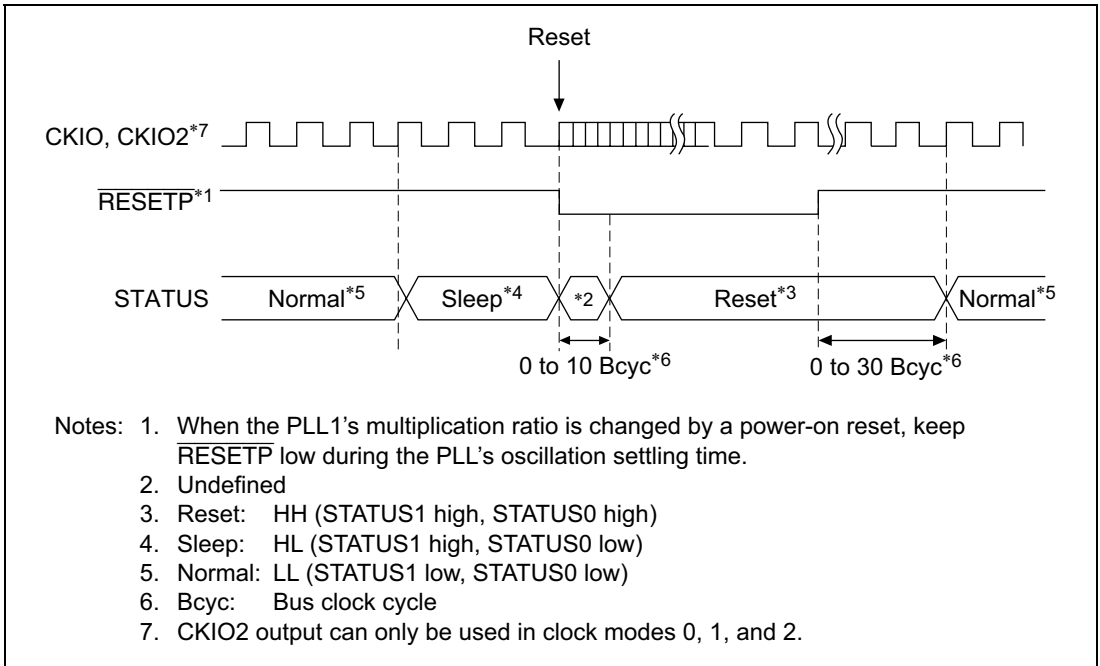 Reset
CKIO, CKIO2*7
RESETP*1
STATUS
Normal*5
Sleep*4
*2
Reset*3
Normal*5
0 to 10 Bcyc*6
0 to 30 Bcyc*6
Notes: 1. When the PLL1's multiplication ratio is changed by a power-on reset, keep
RESETP low during the PLL's oscillation settling time.
2. Undefined
3. Reset: HH (STATUS1 high, STATUS0 high)
4. Sleep: HL (STATUS1 high, STATUS0 low)
5. Normal: LL (STATUS1 low, STATUS0 low)
6. Bcyc: Bus clock cycle
7. CKIO2 output can only be used in clock modes 0, 1, and 2.